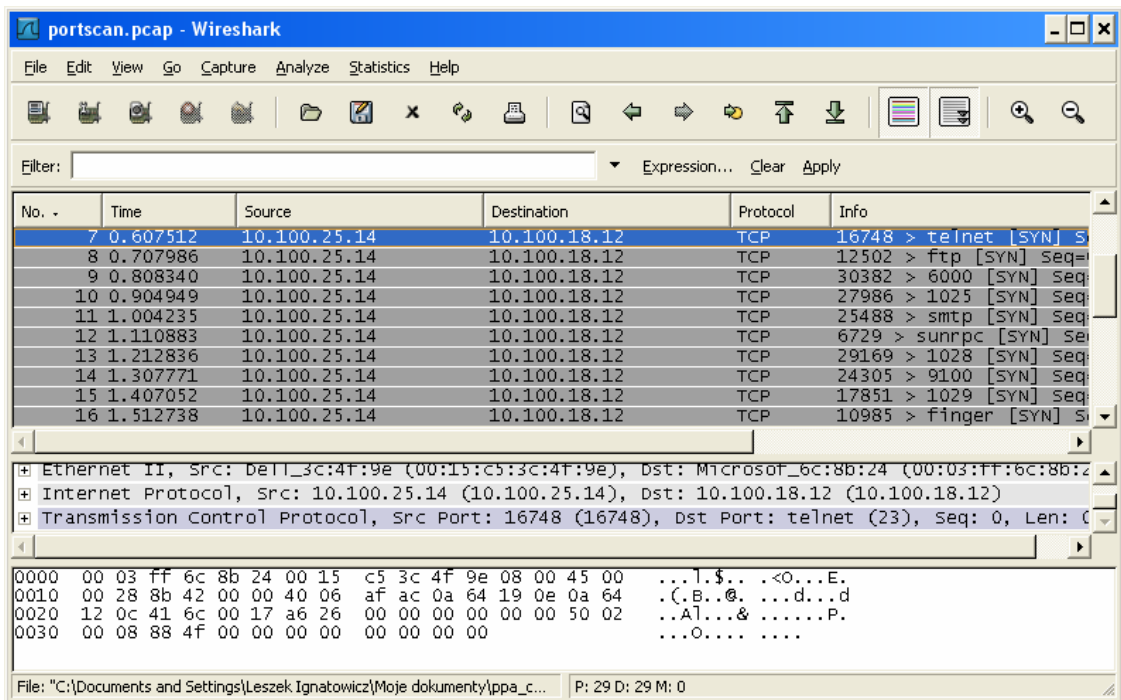 portscan.pcap - Wireshark
File Edit View Go Capture Analyze Statistics Help
Filter: Expression... Clear Apply
No. Time Source Destination Protocol Info
7 0.607512 10.100.25.14 10.100.18.12 TCP 16748 > telnet [SYN] S
8 0.707986 10.100.25.14 10.100.18.12 TCP 12502 > ftp [SYN] Seq=
9 0.808340 10.100.25.14 10.100.18.12 TCP 30382 > 6000 [SYN] Seq
10 0.904949 10.100.25.14 10.100.18.12 TCP 27986 > 1025 [SYN] Seq
11 1.004235 10.100.25.14 10.100.18.12 TCP 25488 > smtp [SYN] Seq
12 1.110883 10.100.25.14 10.100.18.12 TCP 6729 > sunrpc [SYN] Se
13 1.212836 10.100.25.14 10.100.18.12 TCP 29169 > 1028 [SYN] Seq
14 1.307771 10.100.25.14 10.100.18.12 TCP 24305 > 9100 [SYN] Seq
15 1.407052 10.100.25.14 10.100.18.12 TCP 17851 > 1029 [SYN] Seq
16 1.512738 10.100.25.14 10.100.18.12 TCP 10985 > finger [SYN] S
Ethernet II, Src: Dell_3c:4f:9e (00:15:c5:3c:4f:9e), Dst: Microsof_6c:8b:24 (00:03:ff:6c:8b:2
Internet Protocol, Src: 10.100.25.14 (10.100.25.14), Dst: 10.100.18.12 (10.100.18.12)
Transmission Control Protocol, Src Port: 16748 (16748), Dst Port: telnet (23), Seq: 0, Len: 0
0000 00 03 ff 6c 8b 24 00 15 c5 3c 4f 9e 08 00 45 00 ...l.$.. .<O...E.
0010 00 28 8b 42 00 00 40 06 af ac 0a 64 19 0e 0a 64 .(.B..@. ...d...d
0020 12 0c 41 6c 00 17 a6 26 00 00 00 00 00 00 50 02 ..Al...& ......P.
0030 00 08 88 4f 00 00 00 00 00 00 00 00 ...O.... ....
File: "C:\Documents and Settings\Leszek Ignatowicz\Moje dokumenty\ppa_c... P: 29 D: 29 M: 0